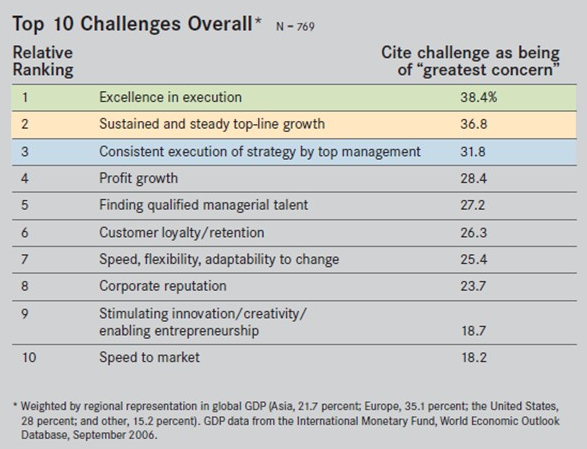 Top 10 Challenges Overall* N – 769
Relative Ranking
Cite challenge as being of “greatest concern”
1 Excellence in execution 38.4%
2 Sustained and steady top-line growth 36.8
3 Consistent execution of strategy by top management 31.8
4 Profit growth 28.4
5 Finding qualified managerial talent 27.2
6 Customer loyalty/retention 26.3
7 Speed, flexibility, adaptability to change 25.4
8 Corporate reputation 23.7
9 Stimulating innovation/creativity/
enabling entrepreneurship 18.7
10 Speed to market 18.2
* Weighted by regional representation in global GDP (Asia, 21.7 percent; Europe, 35.1 percent; the United States,
28 percent; and other, 15.2 percent). GDP data from the International Monetary Fund, World Economic Outlook
Database, September 2006.